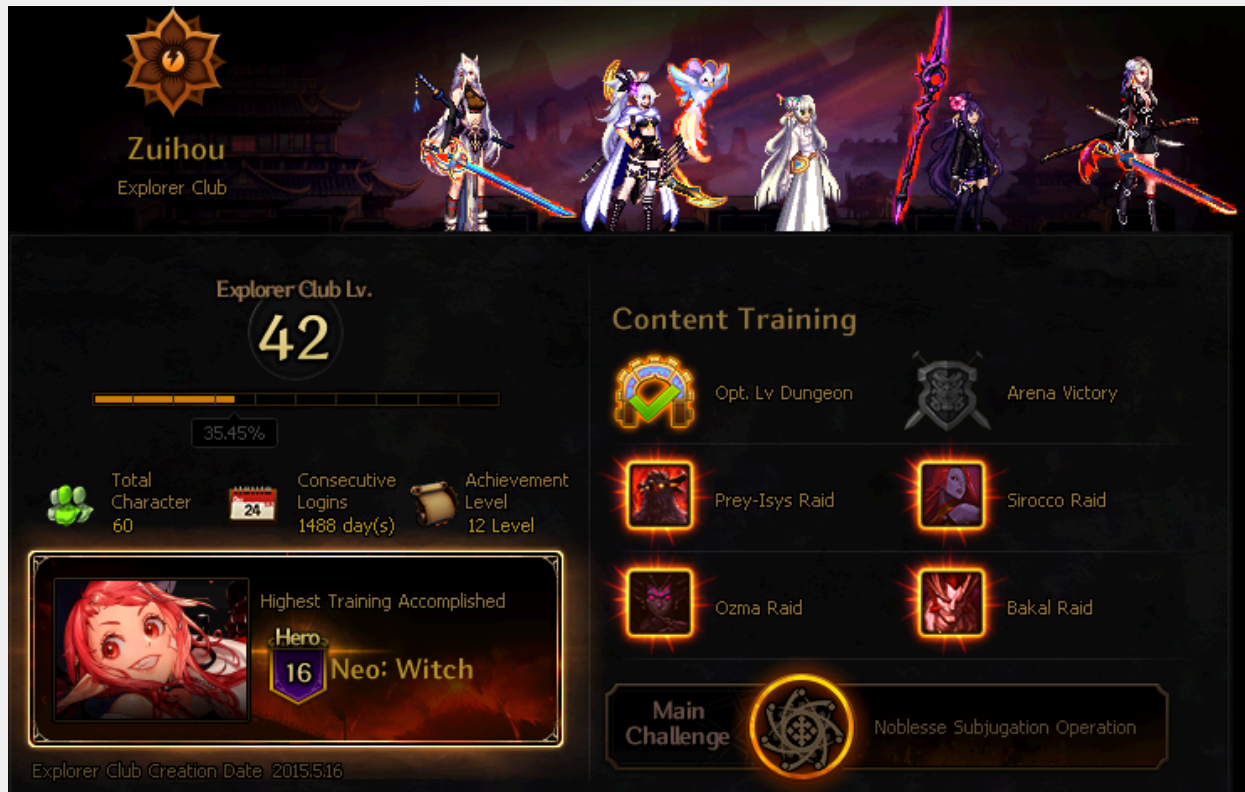 Zuihou
Explorer Club
Explorer Club Lv.
42
35.45%
Total
Character
60
24
Consecutive
Logins
1488 day(s)
Achievement
Level
12 Level
Highest Training Accomplished
Hero
16
Neo: Witch
Explorer Club Creation Date 2015.5.16
Content Training
Opt. Lv Dungeon
Arena Victory
Prey-Isys Raid
Sirocco Raid
Ozma Raid
Bakal Raid
Main
Challenge
Noblesse Subjugation Operation